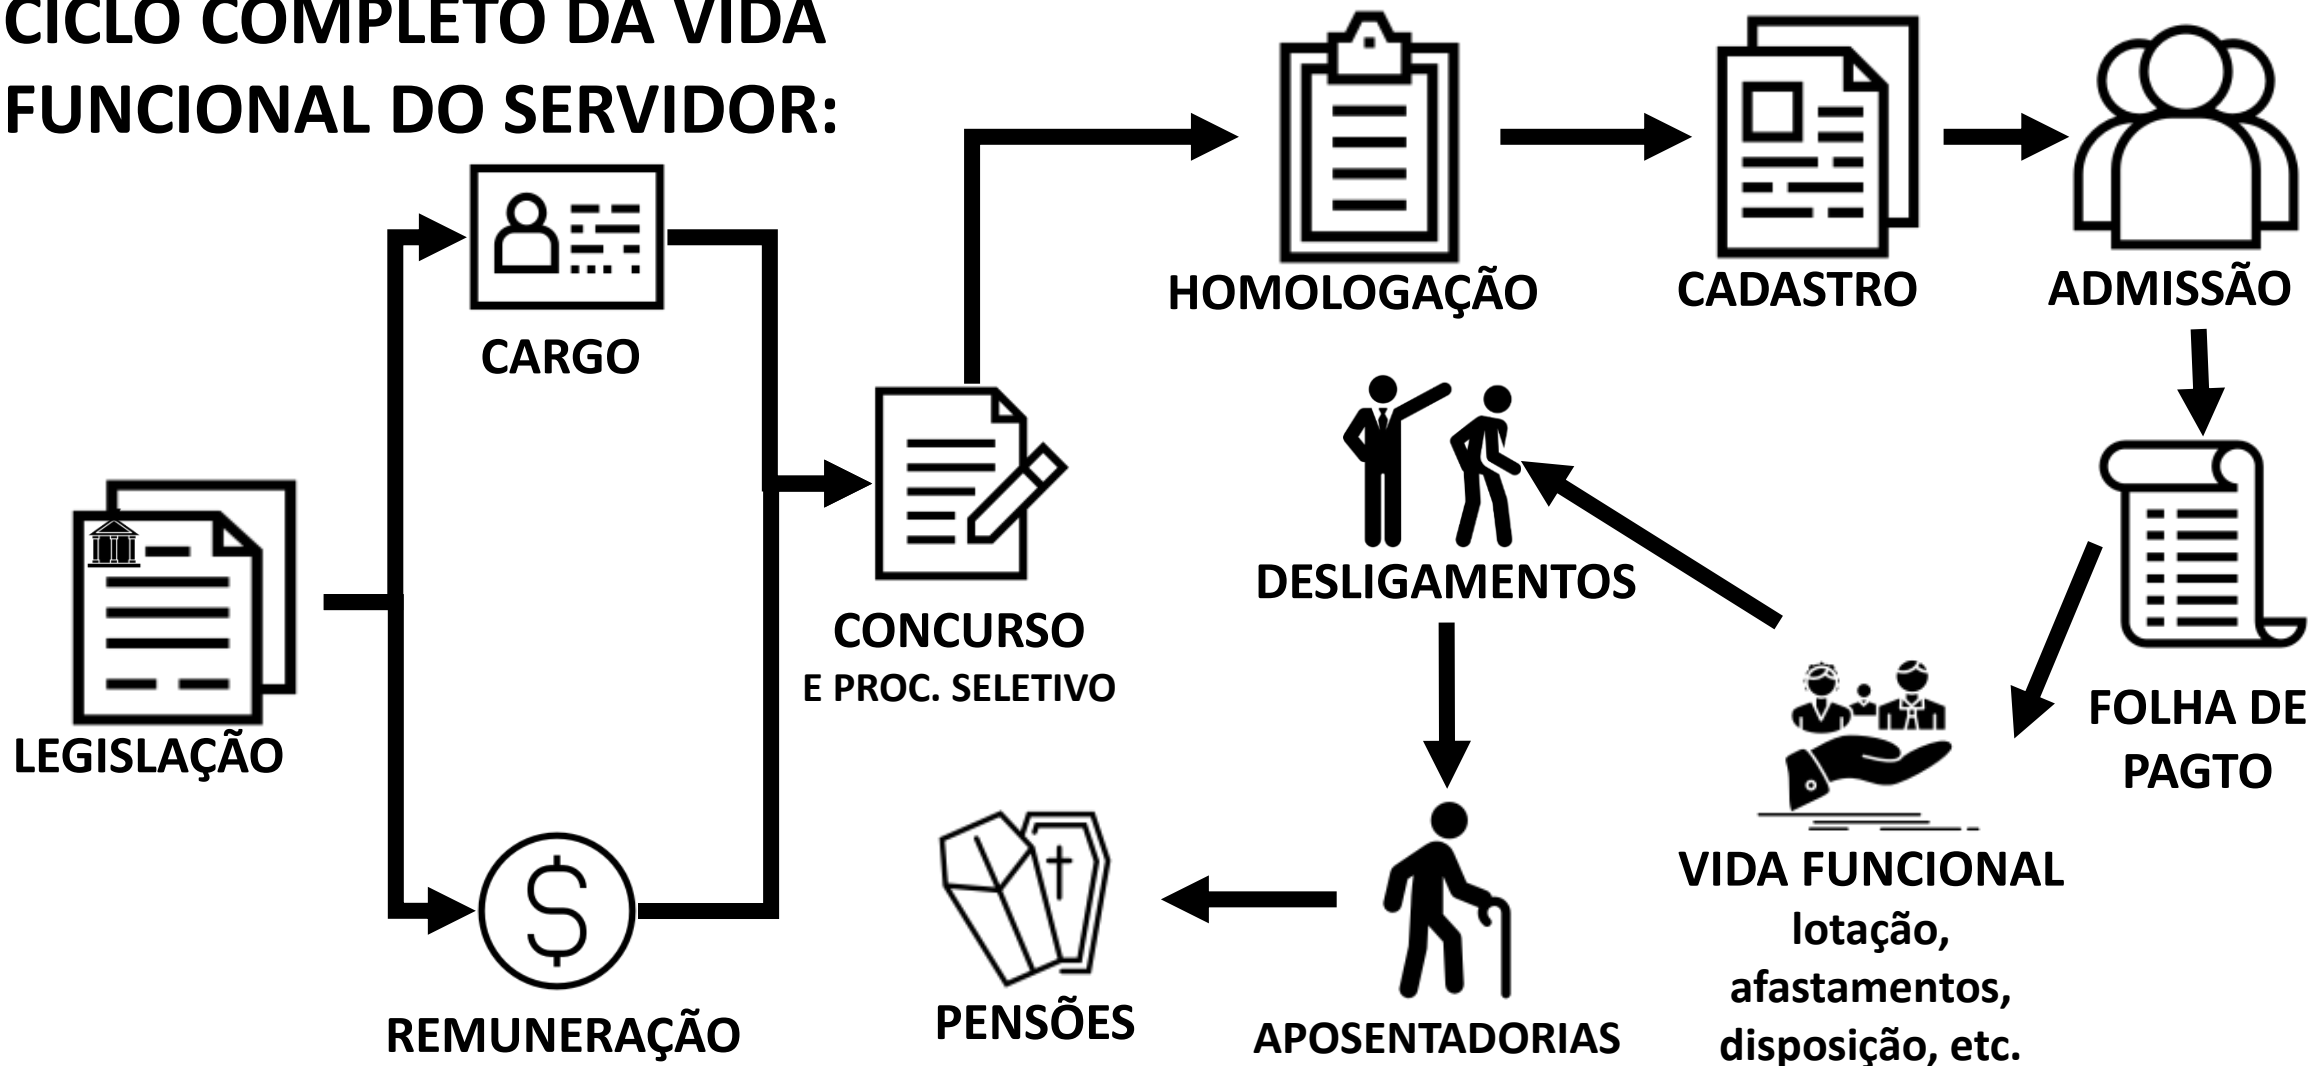 CICLO COMPLETO DA VIDA
FUNCIONAL DO SERVIDOR:
LEGISLAÇÃO
CARGO
REMUNERAÇÃO
CONCURSO
E PROC. SELETIVO
HOMOLOGAÇÃO
CADASTRO
ADMISSÃO
FOLHA DE
PAGTO
VIDA FUNCIONAL
lotação,
afastamentos,
disposição, etc.
DESLIGAMENTOS
APOSENTADORIAS
PENSÕES